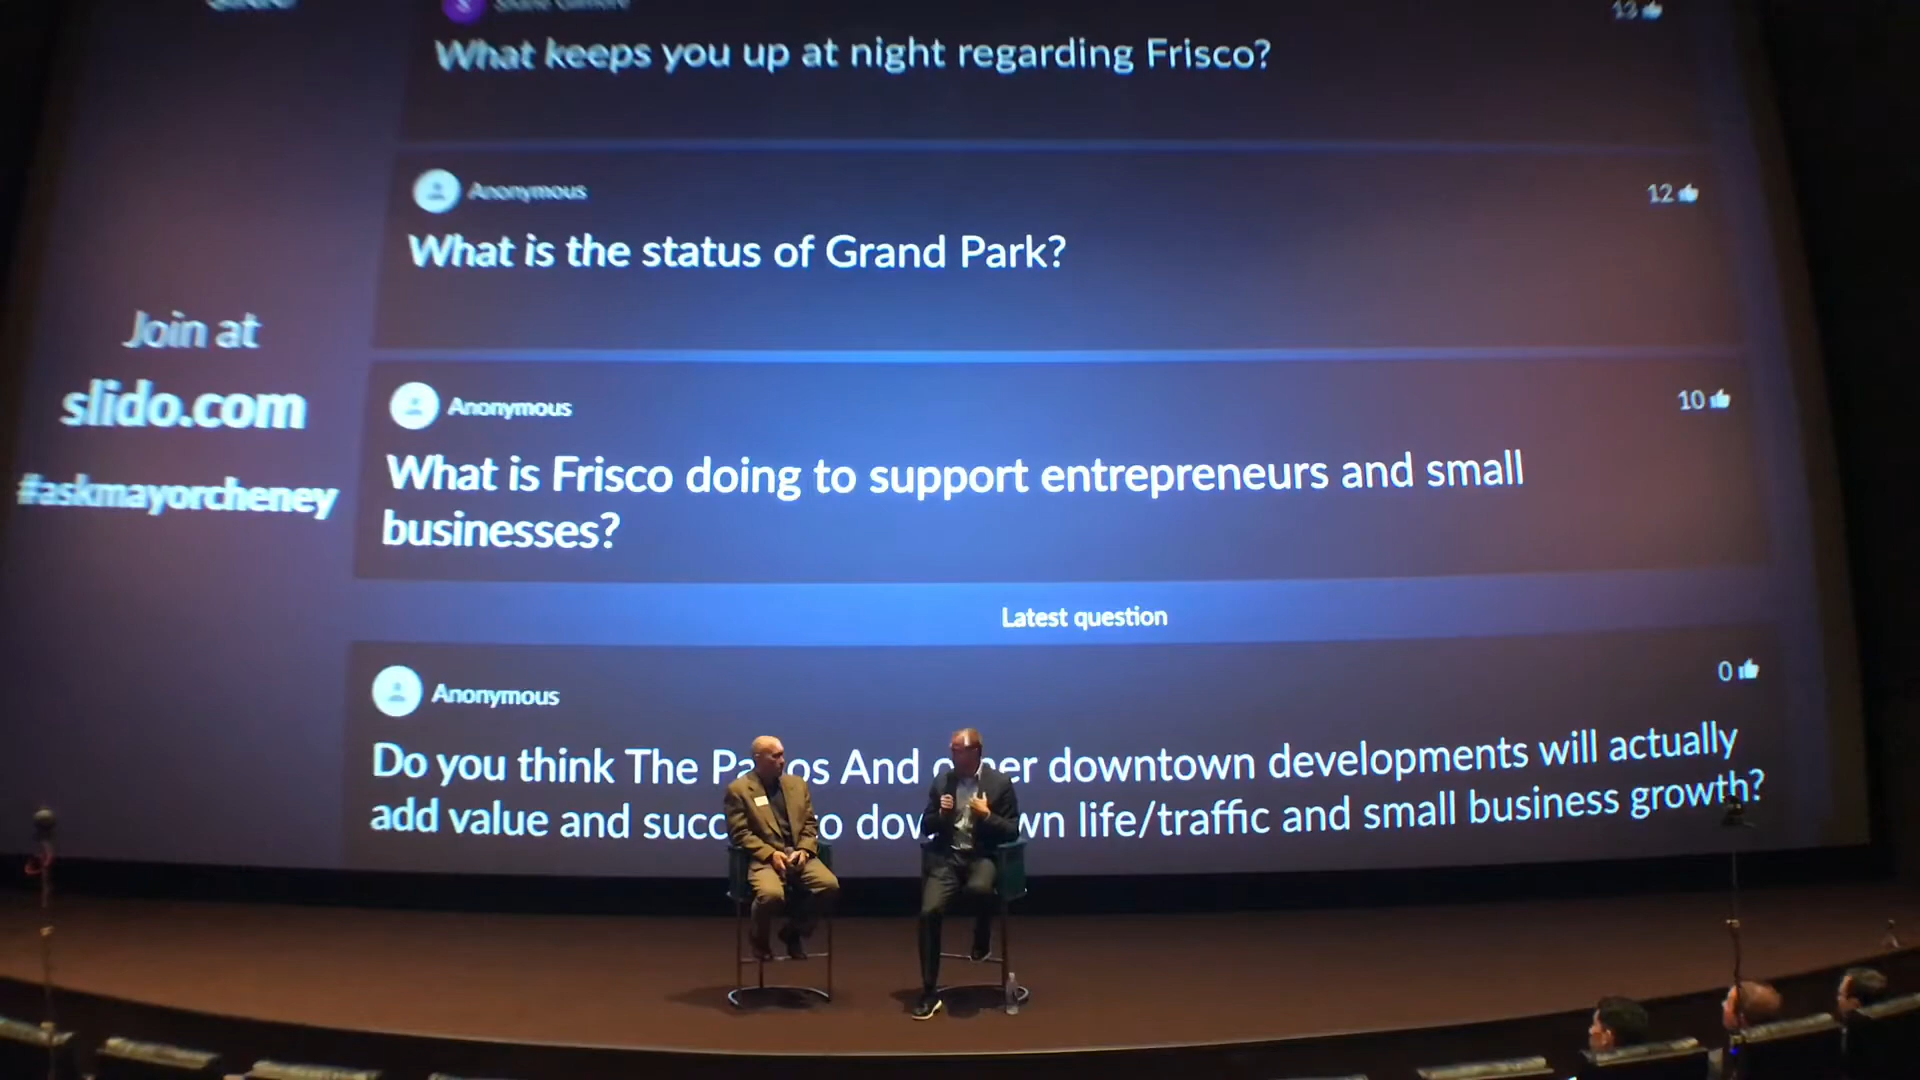 13
What keeps you up at night regarding Frisco?
Anonymous
12
What is the status of Grand Park?
Join at
slido.com
#askmayorcheney
Anonymous
10
What is Frisco doing to support entrepreneurs and small
businesses?
Latest question
Anonymous
0
Do you think The And downtown developments will actually
add value and life/traffic and small business growth?